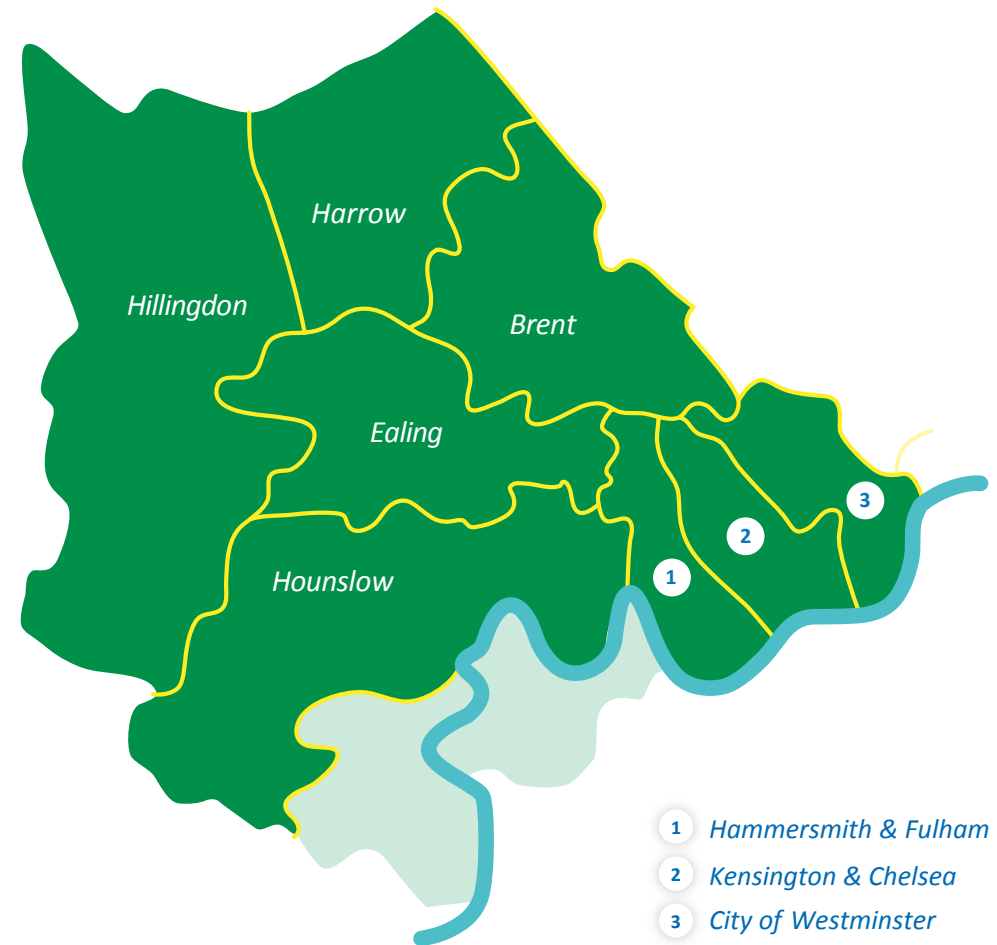 Harrow
Hillingdon
Brent
Ealing
3
2
Hounslow
1
1 Hammersmith & Fulham
2 Kensington & Chelsea
3 City of Westminster